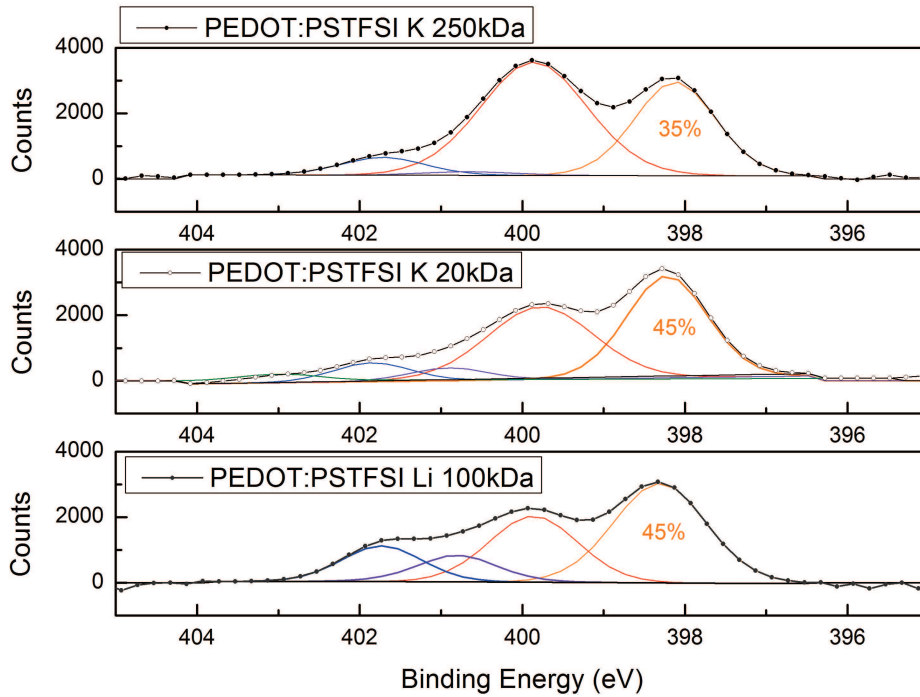 PEDOT:PSTFSI K 250kDa
4000
2000
0
Counts
35%
404 402 400 398 396
PEDOT:PSTFSI K 20kDa
4000
2000
0
Counts
45%
404 402 400 398 396
PEDOT:PSTFSI Li 100kDa
4000
2000
0
Counts
45%
404 402 400 398 396
Binding Energy (eV)